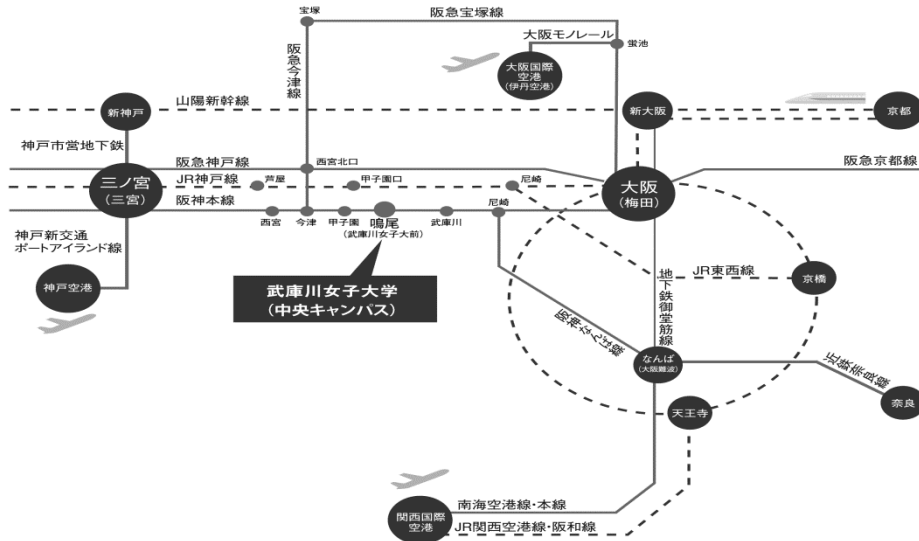 宝塚
阪急宝塚線
大阪モノレール
蛍池
阪急今津線
大阪国際
空港
(伊丹空港)
山陽新幹線
新神戸
新大阪
京都
神戸市営地下鉄
阪急神戸線
西宮北口
阪急京都線
三ノ宮
(三宮)
JR神戸線
芦屋
甲子園口
尼崎
大阪
(梅田)
阪神本線
西宮
今津
甲子園
鳴尾
(武庫川女子大前)
武庫川
尼崎
神戸新交通
ポートアイランド線
神戸空港
武庫川女子大学
(中央キャンパス)
地下鉄御堂筋線
JR東西線
京橋
阪神なんば線
なんば
(大阪難波)
近鉄奈良線
奈良
天王寺
関西国際
空港
南海空港線・本線
JR関西空港線・阪和線